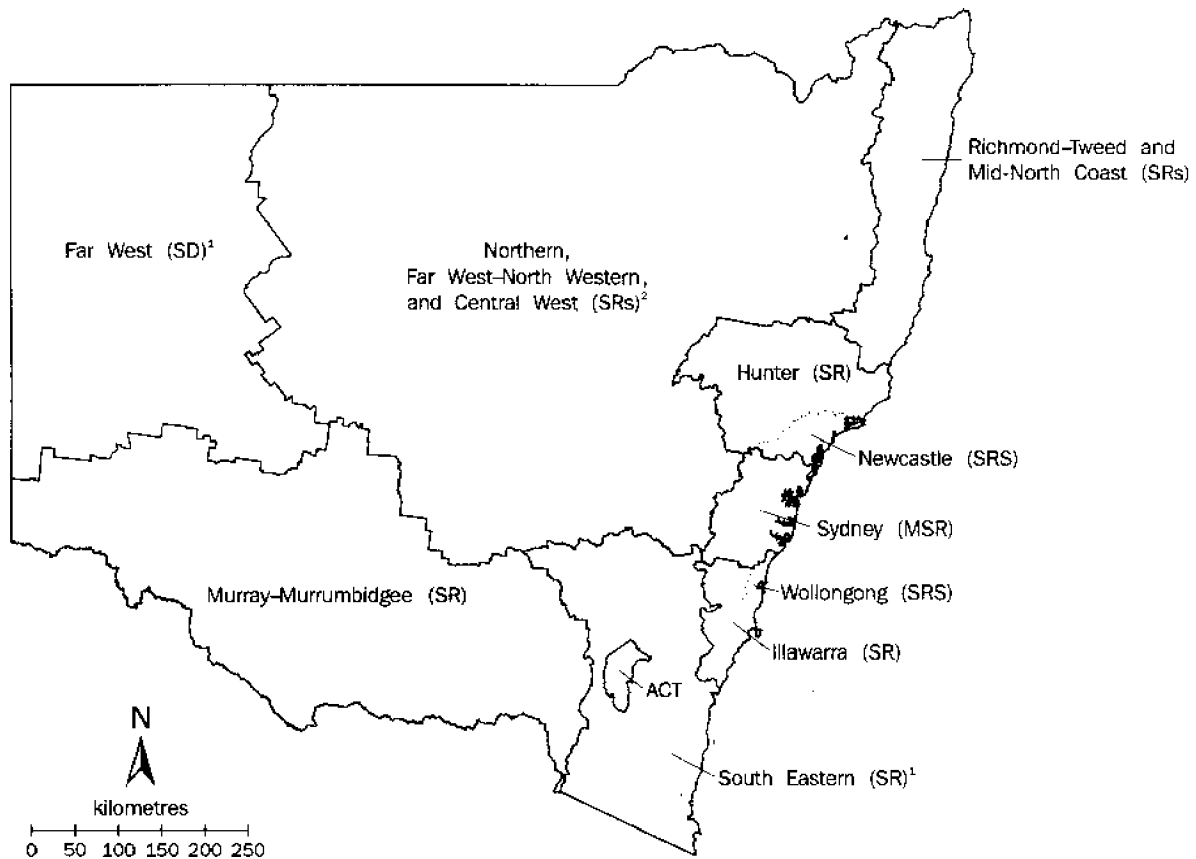 Richmond–Tweed and
Mid-North Coast (SRs)
Far West (SD)¹
Northern,
Far West–North Western,
and Central West (SRs)²
Hunter (SR)
Newcastle (SRS)
Sydney (MSR)
Wollongong (SRS)
Murray–Murrumbidgee (SR)
Illawarra (SR)
ACT
South Eastern (SR)¹
N
kilometres
0 50 100 150 200 250